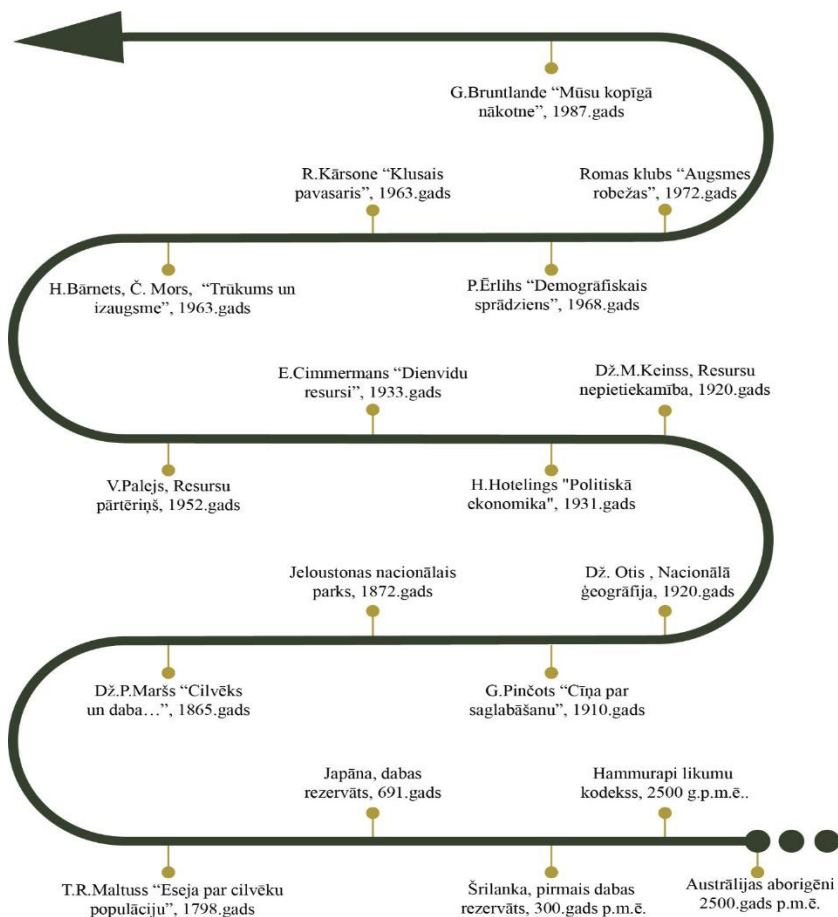 G.Bruntlande “Mūsu kopīgā
nākotne”, 1987.gads
R.Kārsone “Klusais
pavasaris”, 1963.gads
Romas klubs “Augsmes
robežas”, 1972.gads
H.Bārnets, Č. Mors, “Trūkums un
izaugsme”, 1963.gads
P.Ērlihs “Demogrāfiskais
sprādziens”, 1968.gads
E.Cimmermans “Dienvidu
resursi”, 1933.gads
Dž.M.Keinss, Resursu
nepietiekamība, 1920.gads
V.Palejs, Resursu
pārtēriņš, 1952.gads
H.Hotelings "Politiskā
ekonomika", 1931.gads
Jeloustonas nacionālais
parks, 1872.gads
Dž. Otis , Nacionālā
ģeogrāfija, 1920.gads
Dž.P.Maršs “Cilvēks
un daba…”, 1865.gads
G.Pinčots “Cīņa par
saglabāšanu”, 1910.gads
Japāna, dabas
rezervāts, 691.gads
Hammurapi likumu
kodekss, 2500 g.p.m.ē..
T.R.Maltuss “Eseja par cilvēku
populāciju”, 1798.gads
Šrilanka, pirmais dabas
rezervāts, 300.gads p.m.ē.
Austrālijas aborigēni
2500.gads p.m.ē.